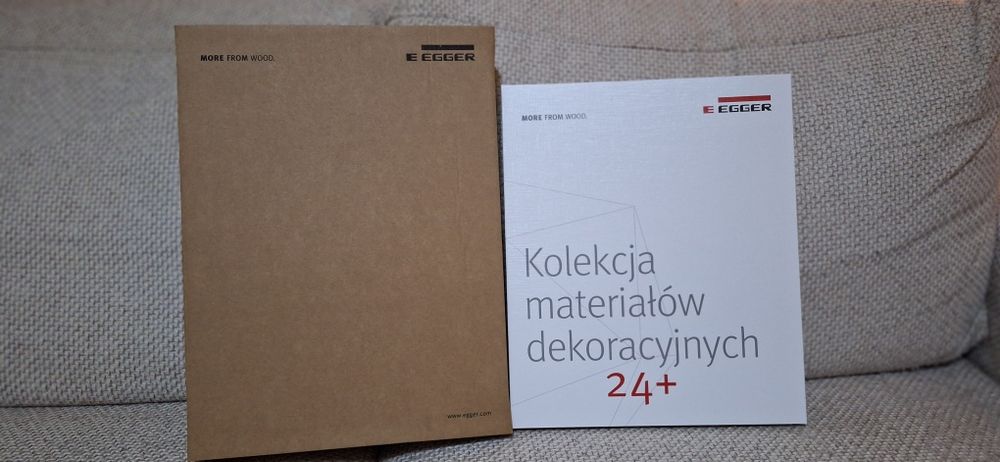 MORE FROM WOOD.
E EGGER
www.egger.com
MORE FROM WOOD.
E EGGER
Kolekcja
materiałów
dekoracyjnych
24+